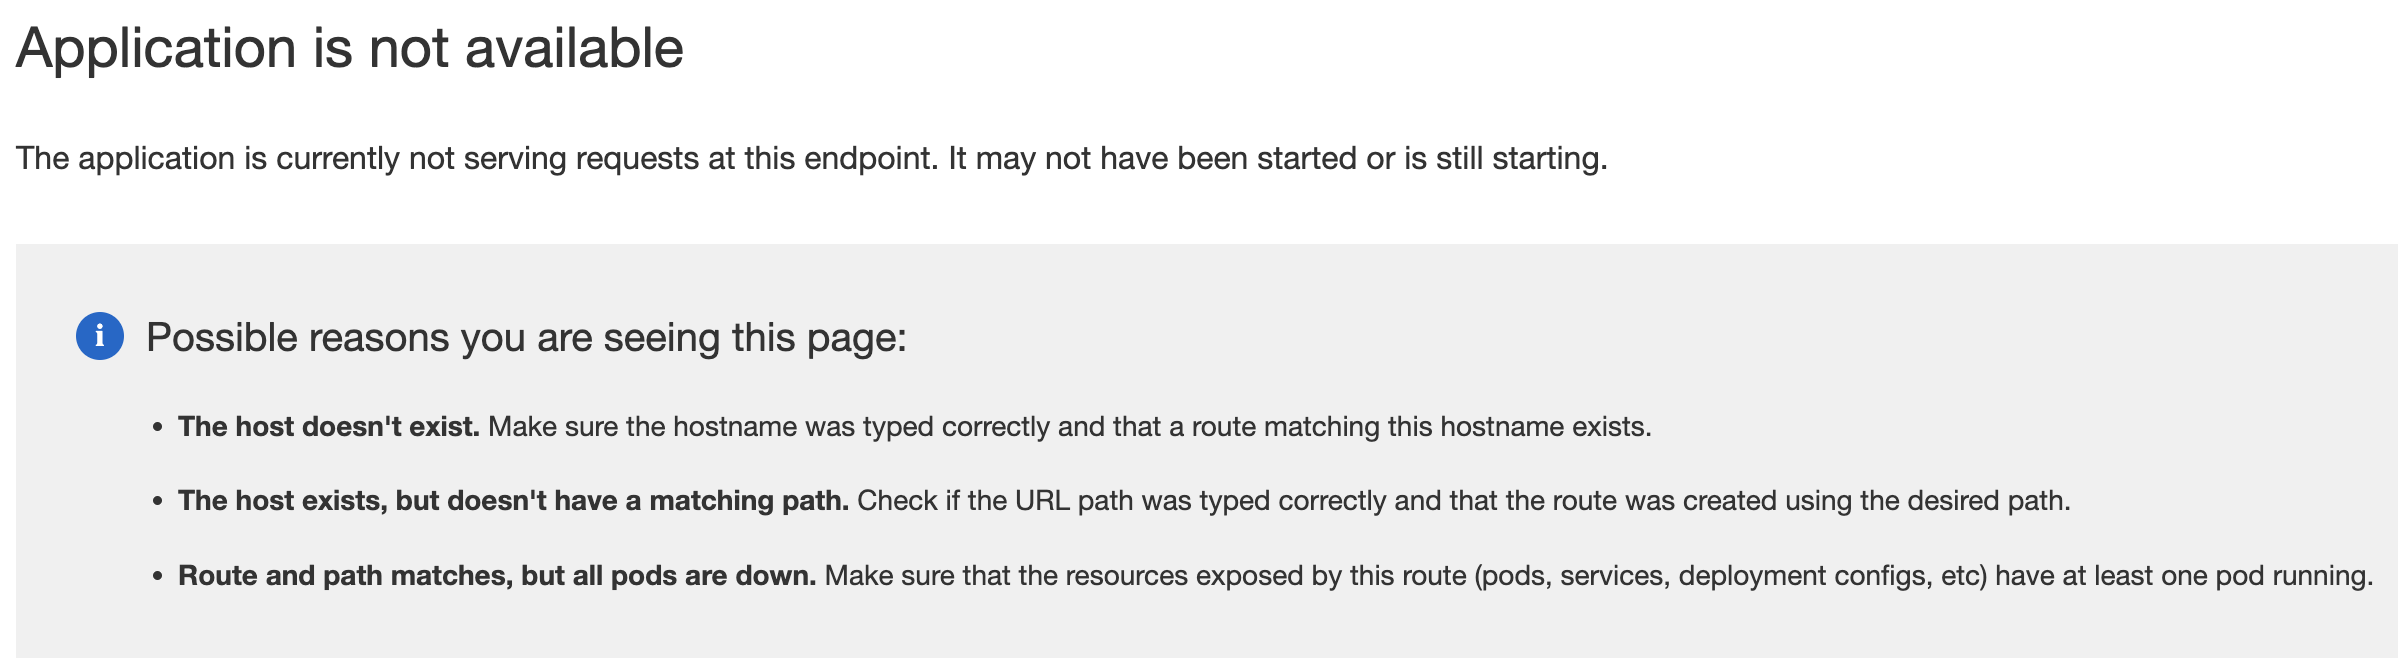 Application is not available
The application is currently not serving requests at this endpoint. It may not have been started or is still starting.
i Possible reasons you are seeing this page:
• The host doesn't exist. Make sure the hostname was typed correctly and that a route matching this hostname exists.
• The host exists, but doesn't have a matching path. Check if the URL path was typed correctly and that the route was created using the desired path.
• Route and path matches, but all pods are down. Make sure that the resources exposed by this route (pods, services, deployment configs, etc) have at least one pod running.